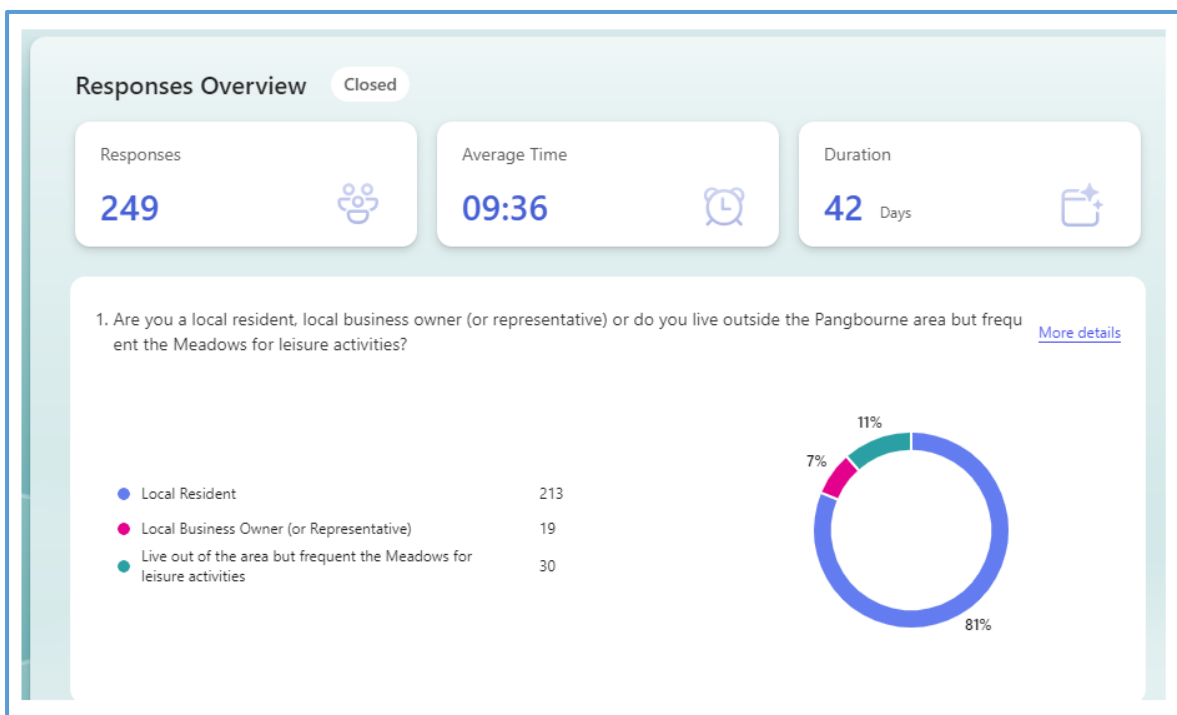 Responses Overview
Closed
Responses
249
Average Time
09:36
Duration
42 Days
1. Are you a local resident, local business owner (or representative) or do you live outside the Pangbourne area but frequ
ent the Meadows for leisure activities?
More details
Local Resident 213
Local Business Owner (or Representative) 19
Live out of the area but frequent the Meadows for
leisure activities
30
11%
7%
81%